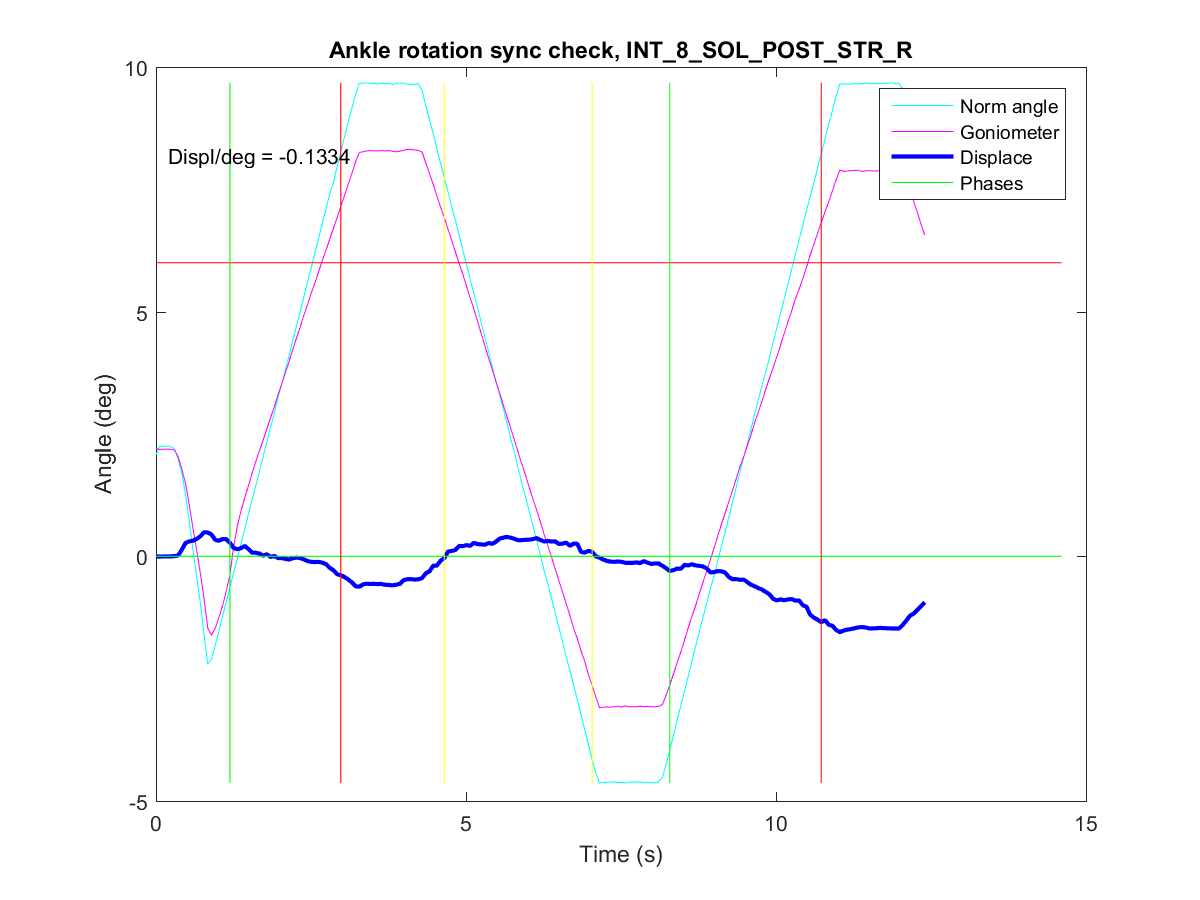 Ankle rotation sync check, INT_8_SOL_POST_STR_R
10
Norm angle
Goniometer
Displace
Phases
Displ/deg = -0.1334
5
Angle (deg)
0
-5
0
5
10
15
Time (s)